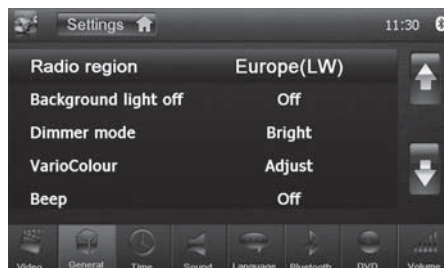 Settings 11:30
Radio region Europe(LW)
Background light off Off
Dimmer mode Bright
VarioColour Adjust
Beep Off
Video General Time Sound Language Bluetooth DVD Volume